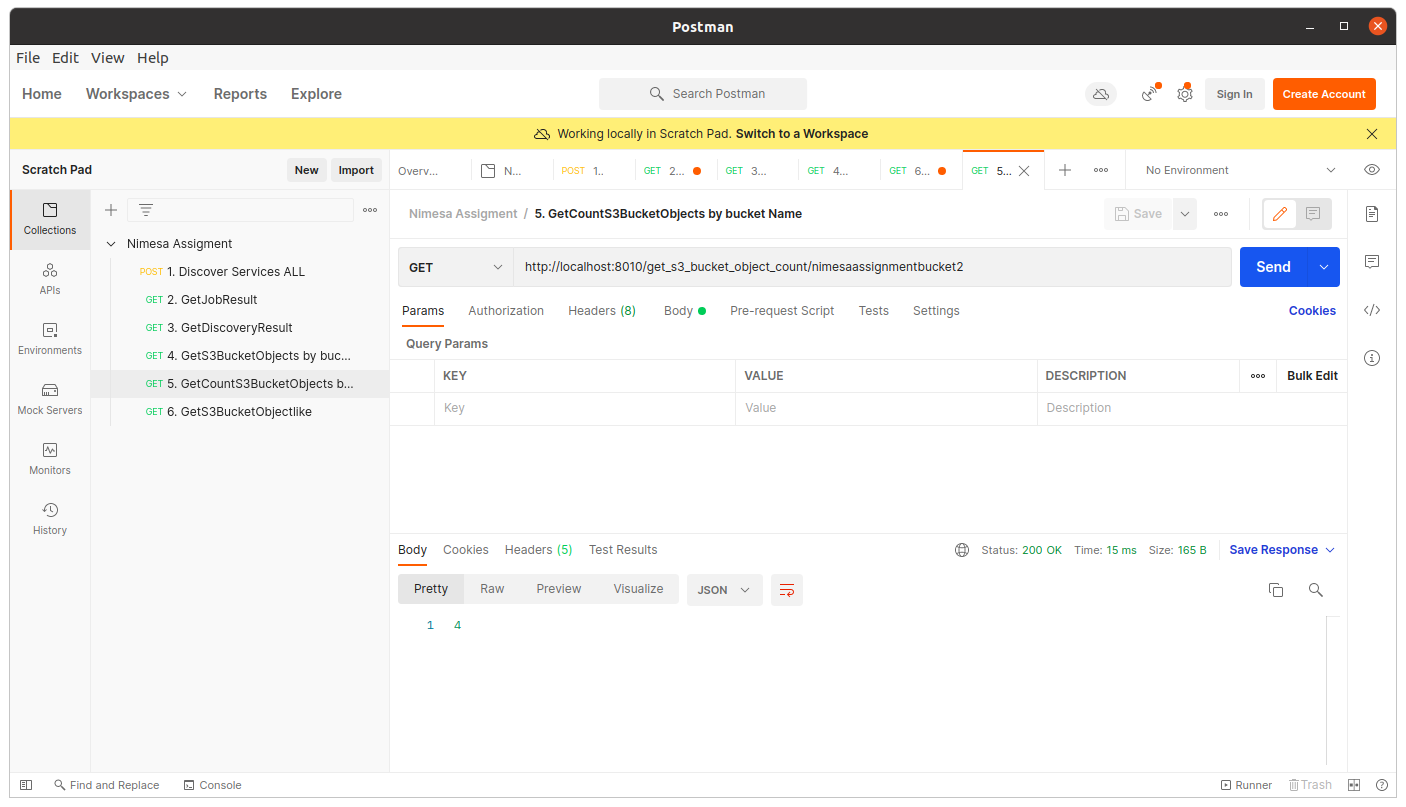 Postman
File Edit View Help
Home Workspaces Reports Explore
Search Postman
Sign In
Create Account
Working locally in Scratch Pad. Switch to a Workspace
Scratch Pad
New
Import
Overv...
N...
POST 1..
GET 2...
GET 3...
GET 4...
GET 6...
GET 5...
No Environment
Collections
APIs
Environments
Mock Servers
Monitors
History
Nimesa Assigment
POST 1. Discover Services ALL
GET 2. GetJobResult
GET 3. GetDiscoveryResult
GET 4. GetS3BucketObjects by buc...
GET 5. GetCountS3BucketObjects b...
GET 6. GetS3BucketObjectlike
Nimesa Assigment / 5. GetCountS3BucketObjects by bucket Name
Save
GET http://localhost:8010/get_s3_bucket_object_count/nimesaassignmentbucket2
Send
Params Authorization Headers (8) Body Pre-request Script Tests Settings Cookies
Query Params
KEY VALUE DESCRIPTION Bulk Edit
Key Value Description
Body Cookies Headers (5) Test Results
Status: 200 OK Time: 15 ms Size: 165 B Save Response
Pretty Raw Preview Visualize JSON
1 4
Find and Replace Console Runner Trash